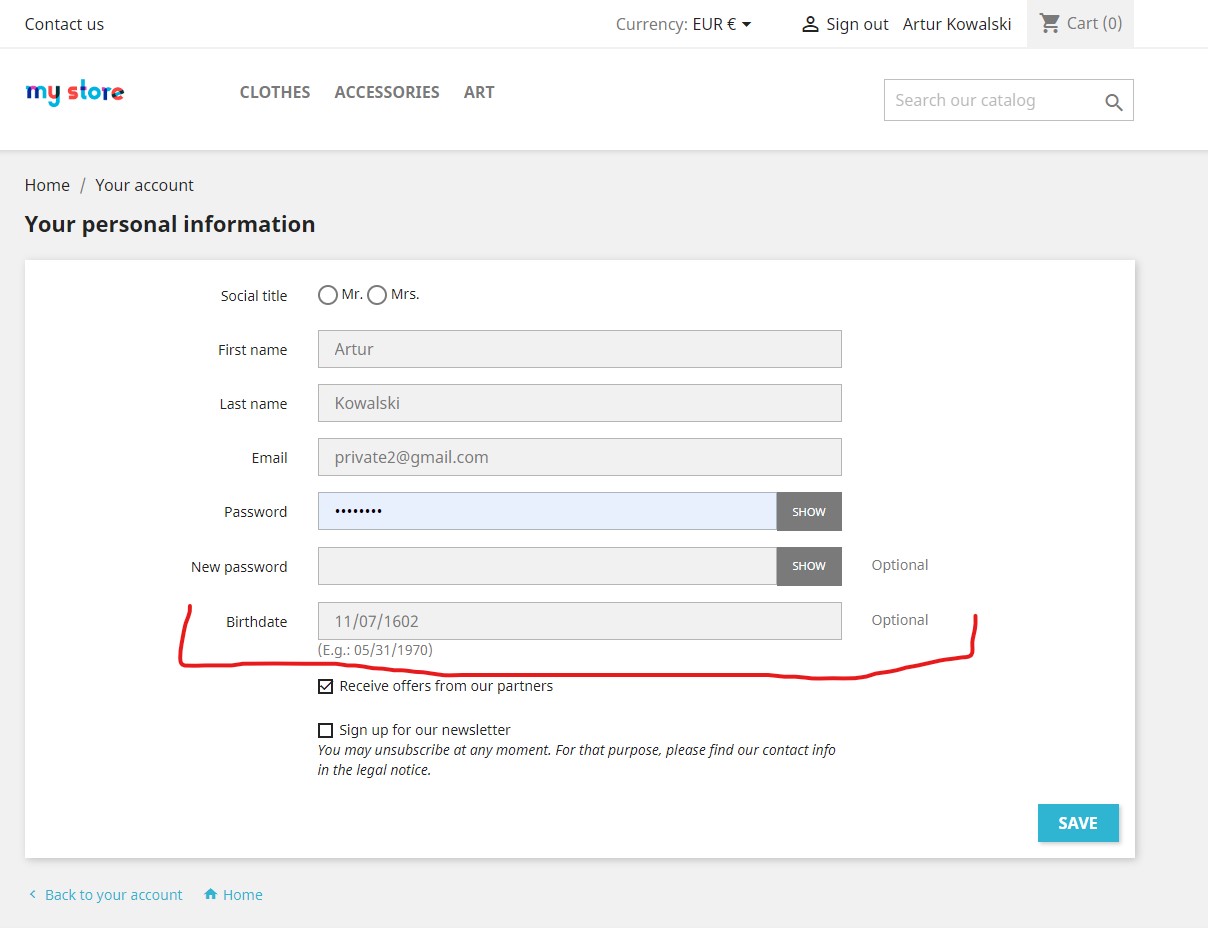 Contact us Currency: EUR € Sign out Artur Kowalski Cart (0)
my store CLOTHES ACCESSORIES ART Search our catalog
Home / Your account
Your personal information
Social title Mr. Mrs.
First name Artur
Last name Kowalski
Email private2@gmail.com
Password •••••••• SHOW
New password SHOW Optional
Birthdate 11/07/1602 Optional
(E.g.: 05/31/1970)
Receive offers from our partners
Sign up for our newsletter
You may unsubscribe at any moment. For that purpose, please find our contact info
in the legal notice.
SAVE
Back to your account Home